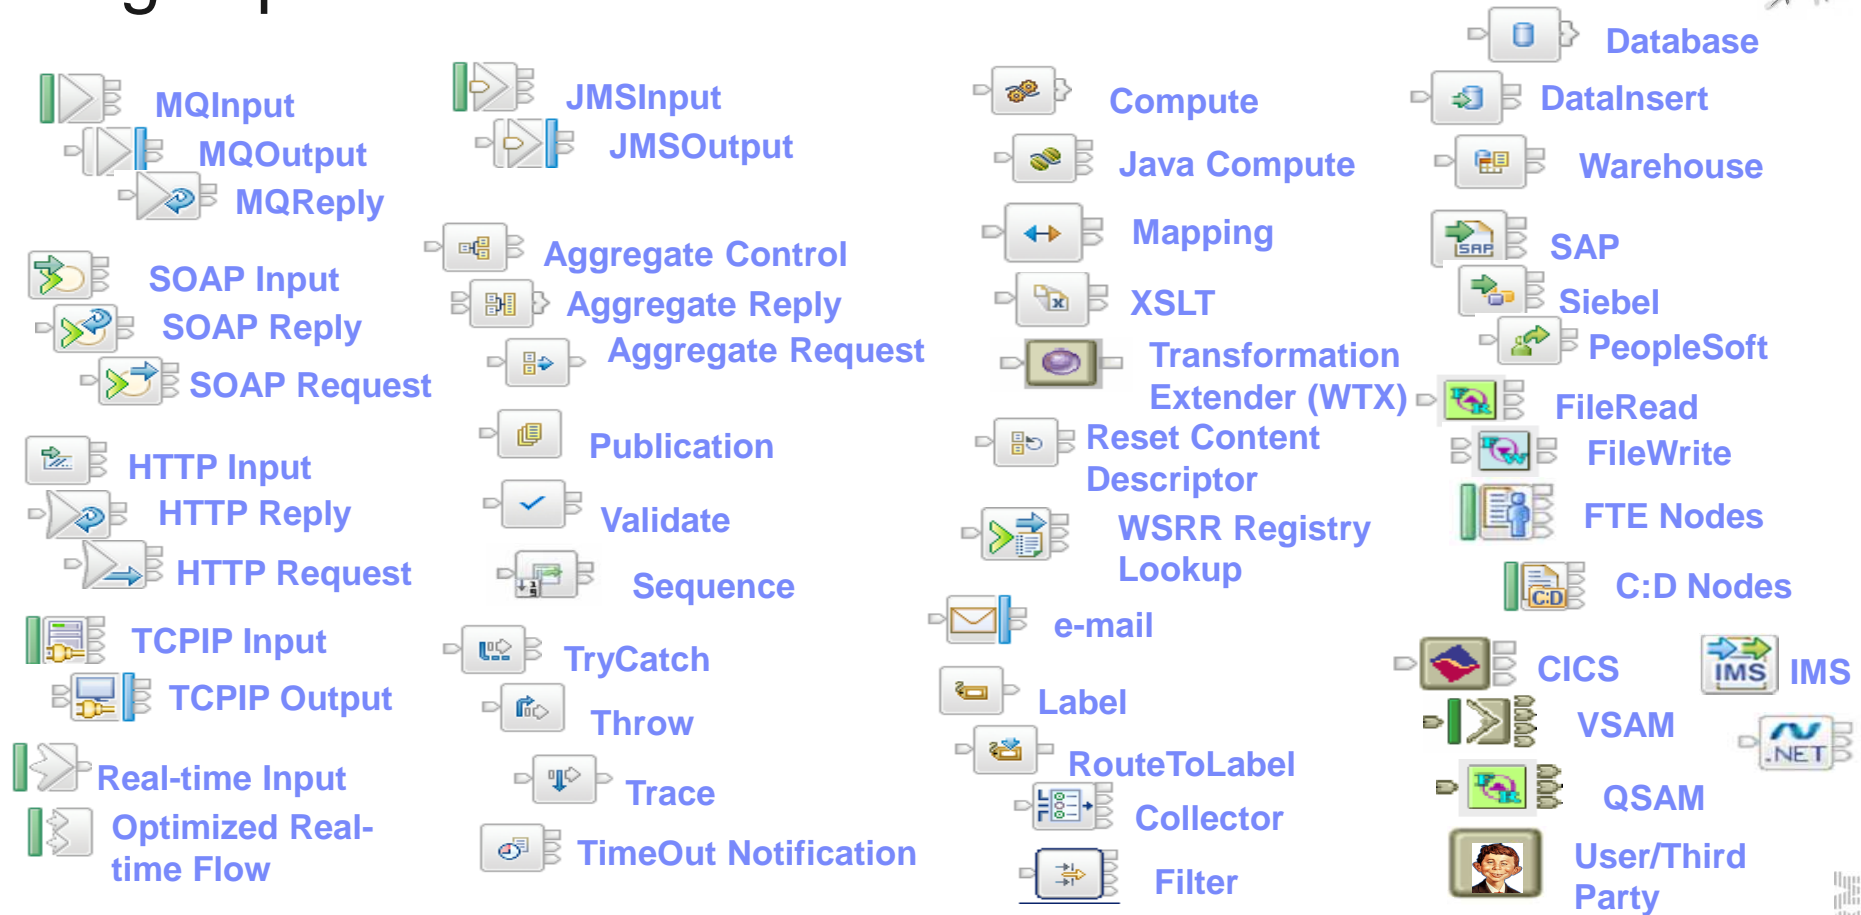 MQInput
MQOutput
MQReply
SOAP Input
SOAP Reply
SOAP Request
HTTP Input
HTTP Reply
HTTP Request
TCPIP Input
TCPIP Output
Real-time Input
Optimized Real-
time Flow
JMSInput
JMSOutput
Aggregate Control
Aggregate Reply
Aggregate Request
Publication
Validate
Sequence
TryCatch
Throw
Trace
TimeOut Notification
Compute
Java Compute
Mapping
XSLT
Transformation
Extender (WTX)
Reset Content
Descriptor
WSRR Registry
Lookup
e-mail
Label
RouteToLabel
Collector
Filter
Database
DataInsert
Warehouse
SAP
SAP
Siebel
PeopleSoft
FileRead
FileWrite
FTE Nodes
C:D
C:D Nodes
CICS
IMS
IMS
VSAM
.NET
QSAM
User/Third
Party